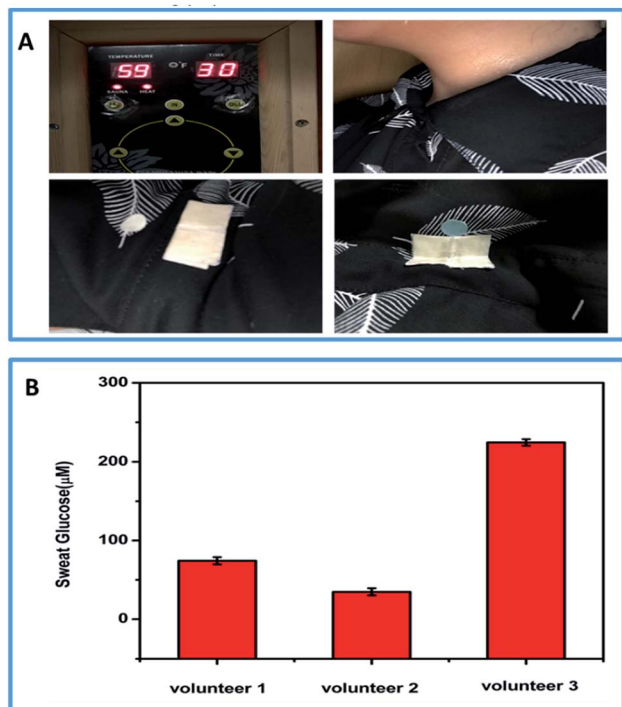 A
TEMPERATURE
TIME
59
°F
30
SAUNA
HEAT
B
300
200
100
0
Sweat Glucose(µM)
volunteer 1
volunteer 2
volunteer 3